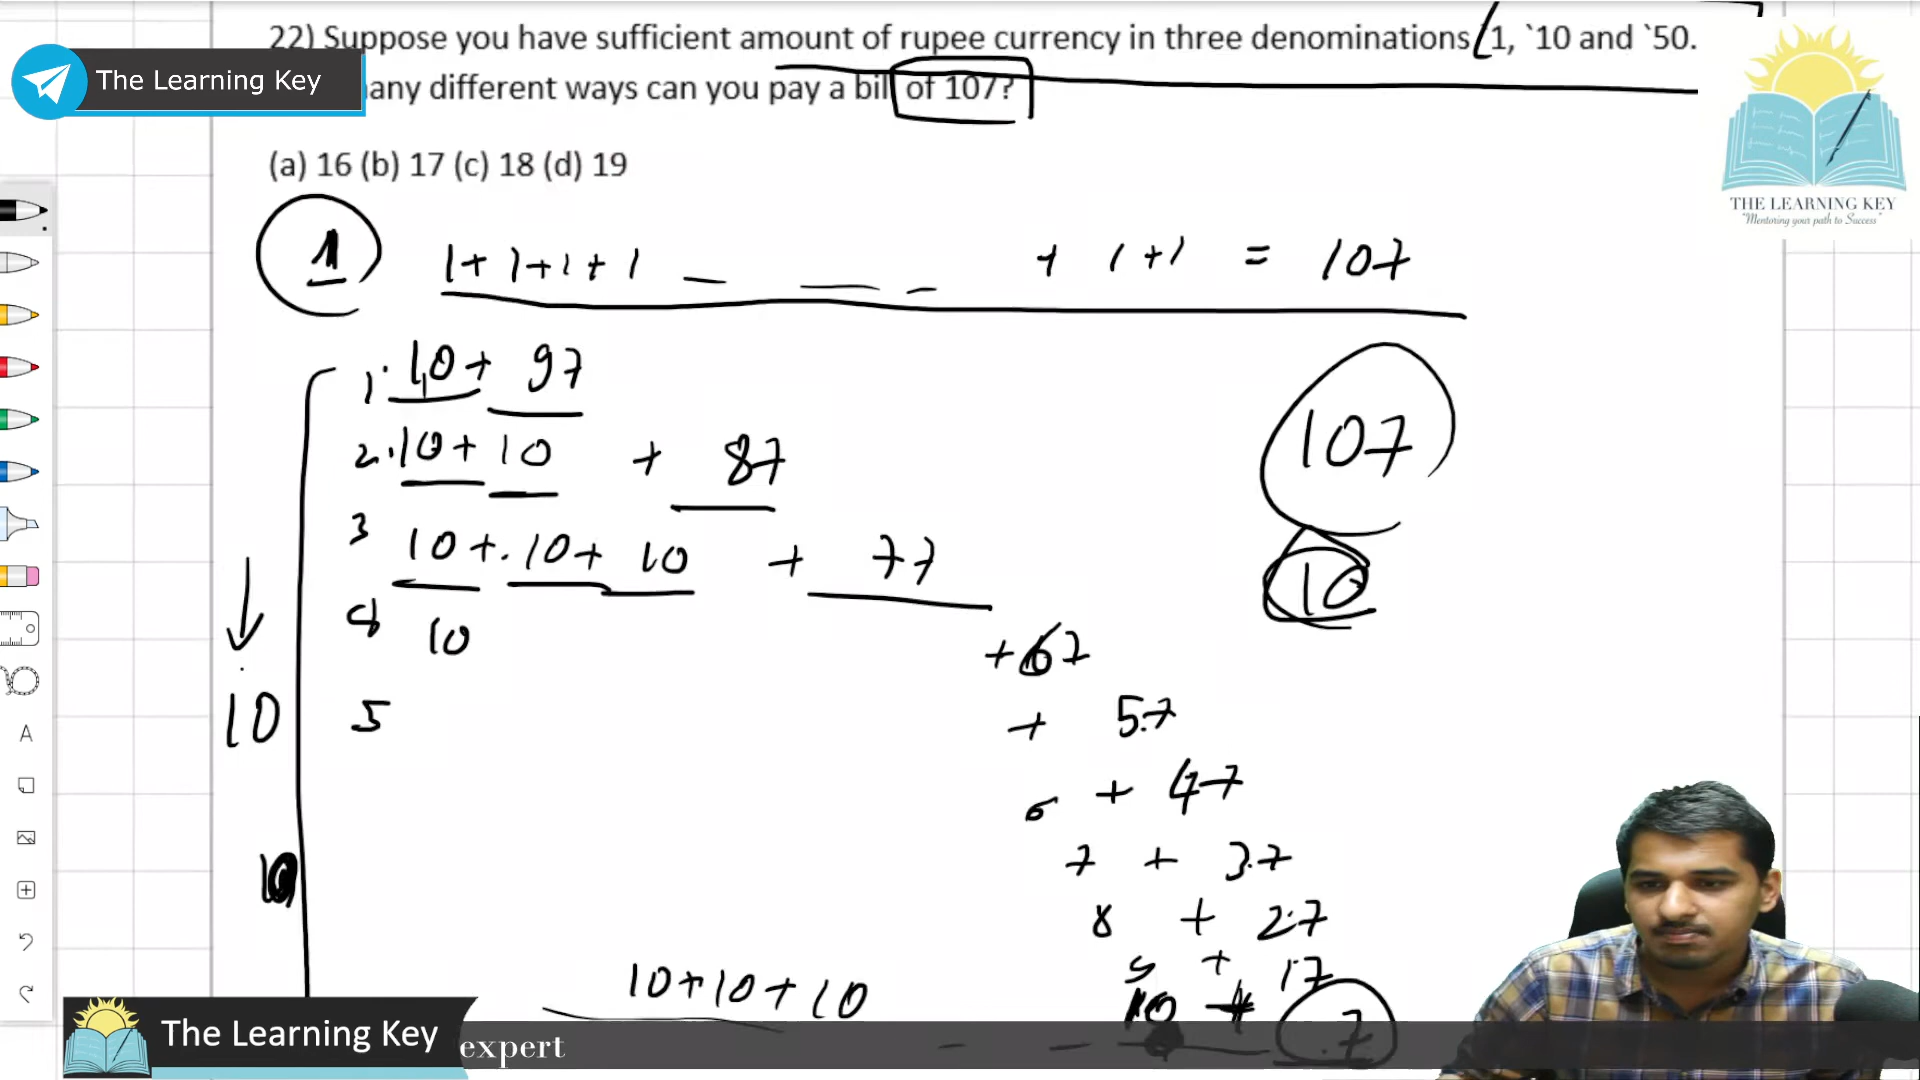 22) Suppose you have sufficient amount of rupee currency in three denominations 1, `10 and `50.
The Learning Key
any different ways can you pay a bill of 107?
THE LEARNING KEY
"Mentoring your path to Success"
(a) 16 (b) 17 (c) 18 (d) 19
1
1+ 1+1+ 1 _ __ _ + 1+1 = 107
1. 10+ 97
107
2. 10+ 10 + 87
3 10+. 10+ 10 + 77
10
4 10 +67
10 5 + 57
6 + 47
7 + 37
10
8 + 27
9 + 17
10+10+10 _ _ 10 + 7
The Learning Key
expert
A